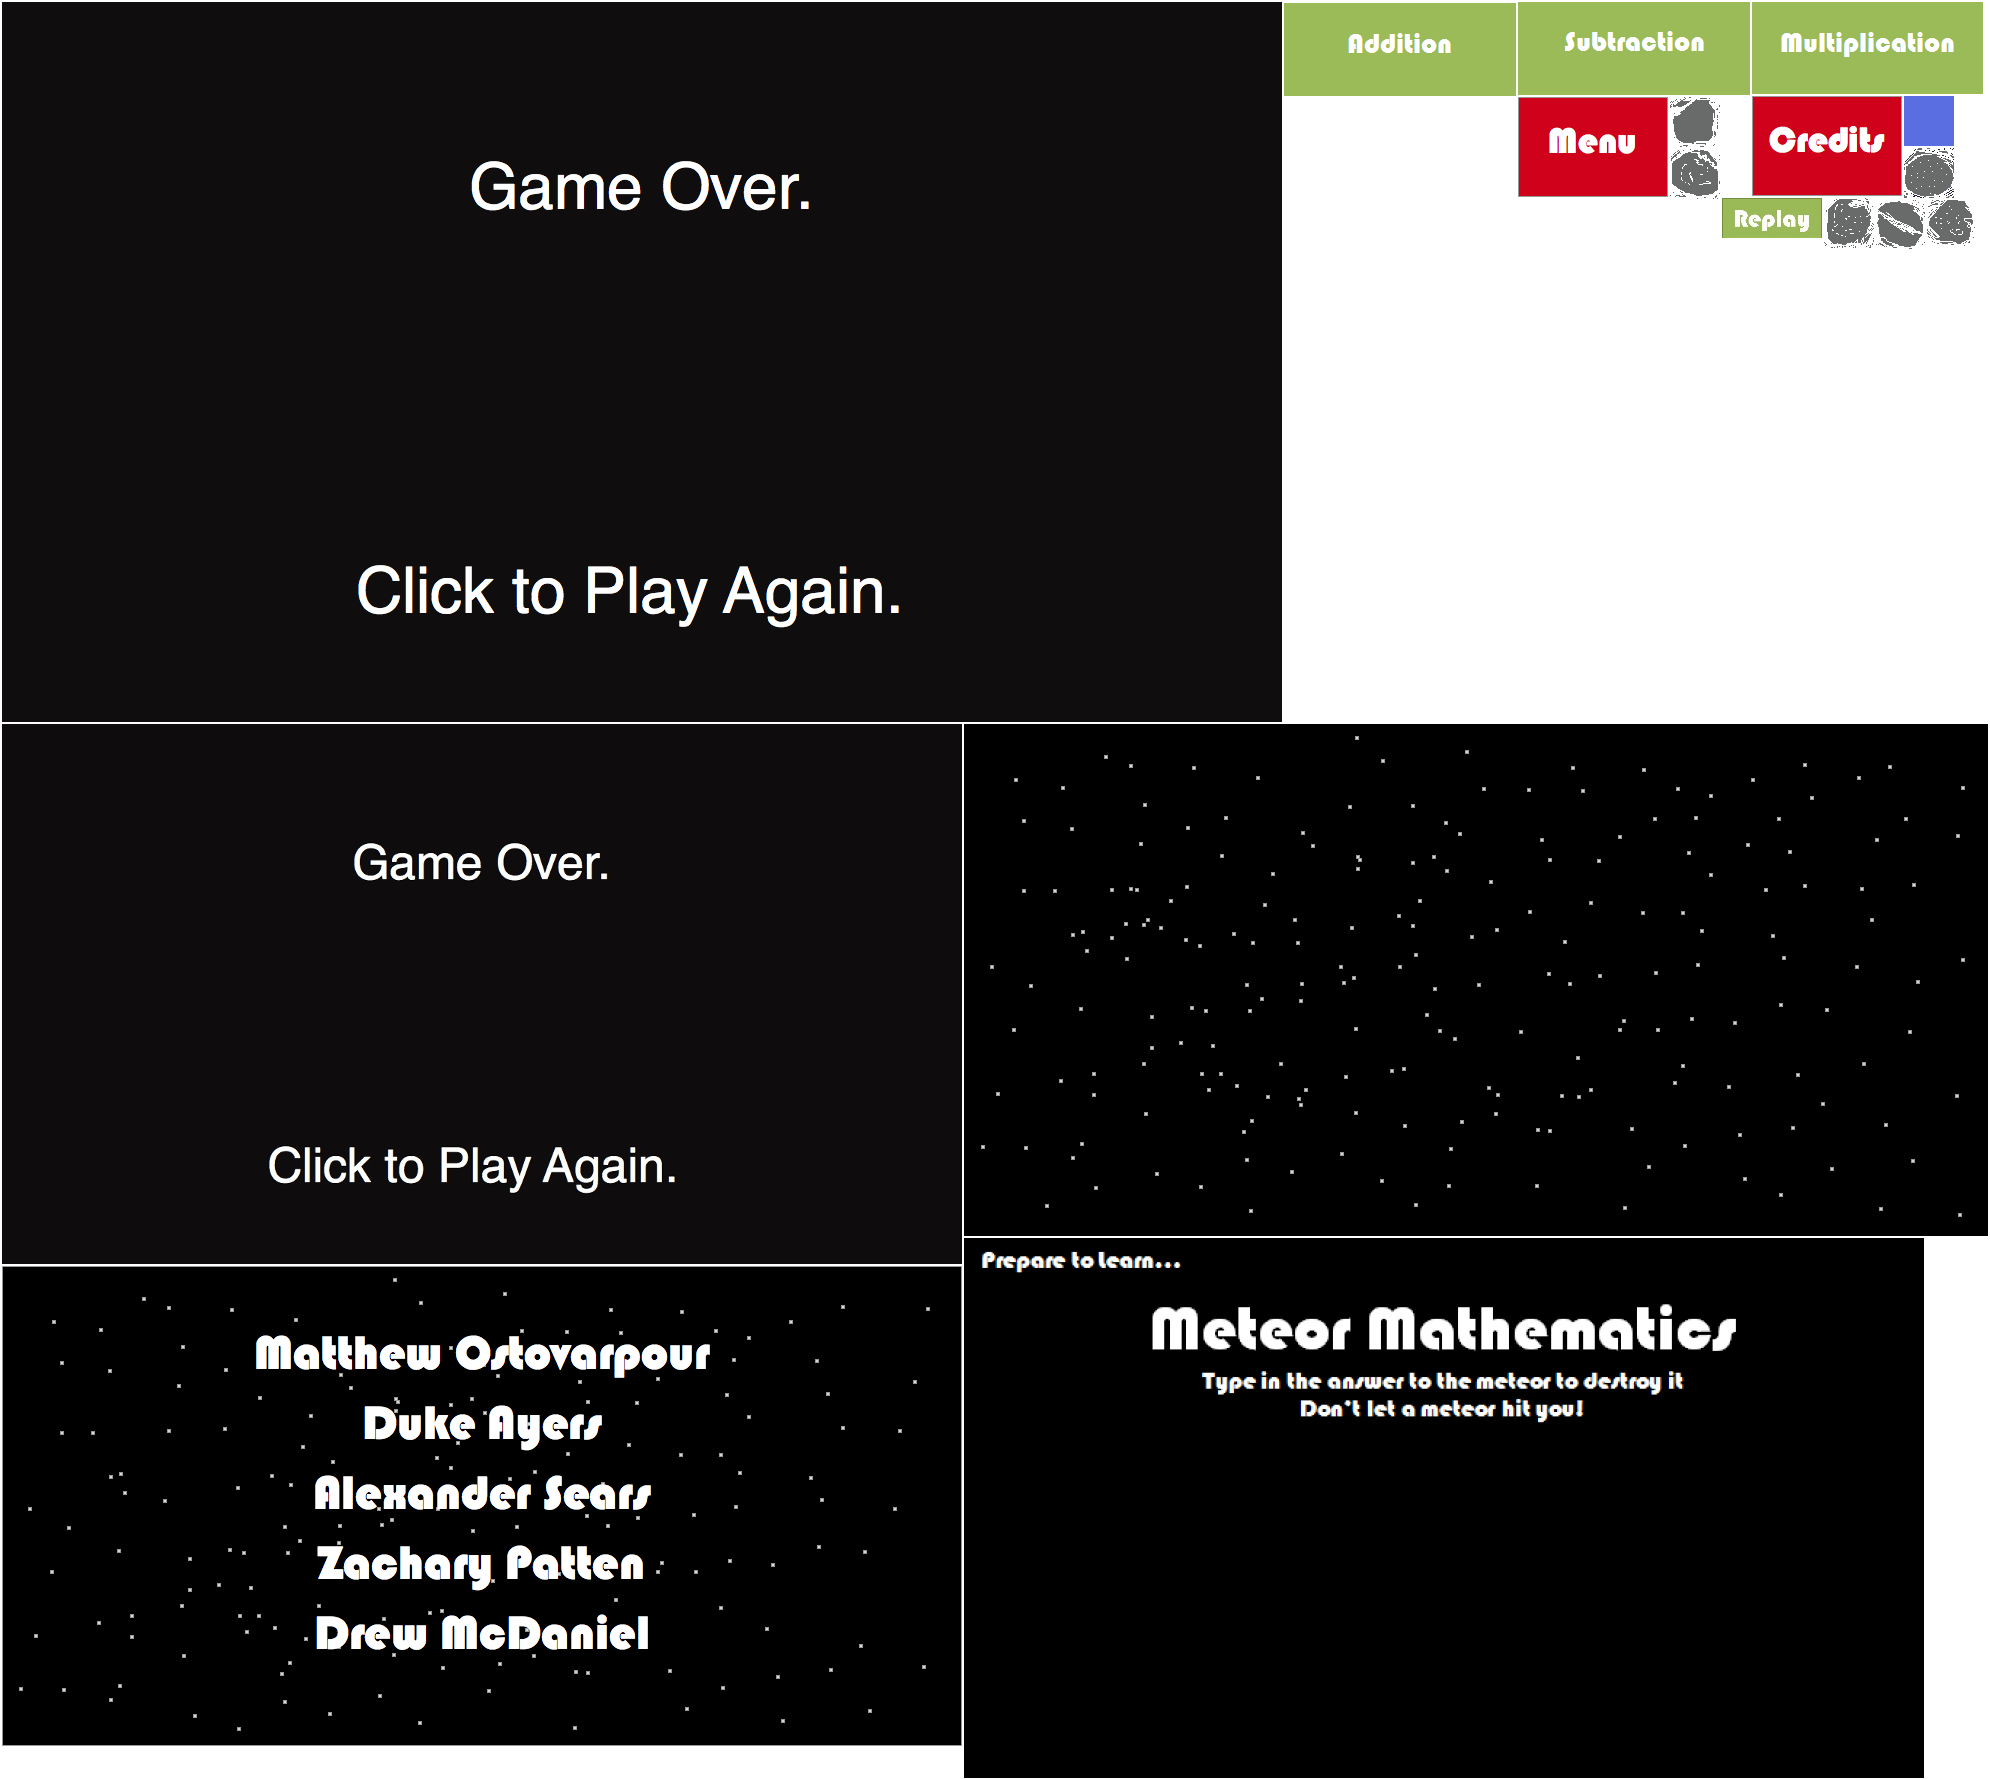 Game Over.
Click to Play Again.
Addition
Subtraction
Multiplication
Menu
Credits
Replay
Game Over.
Click to Play Again.
Prepare to Learn...
Meteor Mathematics
Type in the answer to the meteor to destroy it
Don't let a meteor hit you!
Matthew Ostovarpour
Duke Ayers
Alexander Sears
Zachary Patten
Drew McDaniel